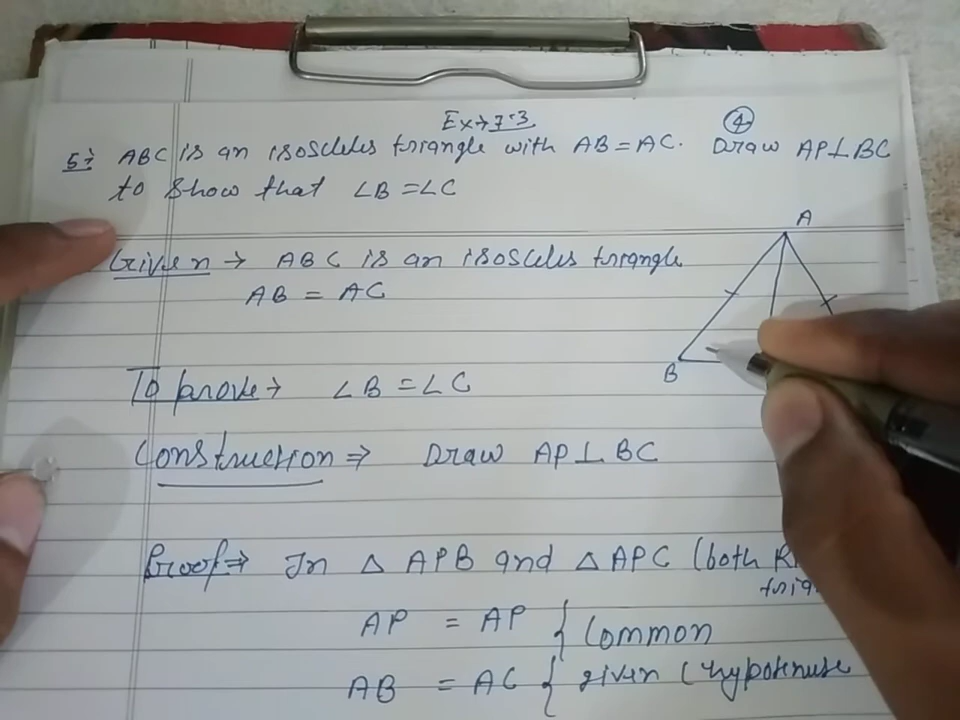 Ex→ 7.3
④
5÷ ABC is an isosceles triangle with AB = AC. Draw AP⊥BC
to show that ∠B = ∠C
A
Given → ABC is an isosceles triangle
AB = AC
B
To prove → ∠B = ∠C
Construction ⇒ Draw AP⊥BC
Proof ⇒ In △ APB and △ APC (both
AP = AP { Common
AB = AC { given (hypotenuse